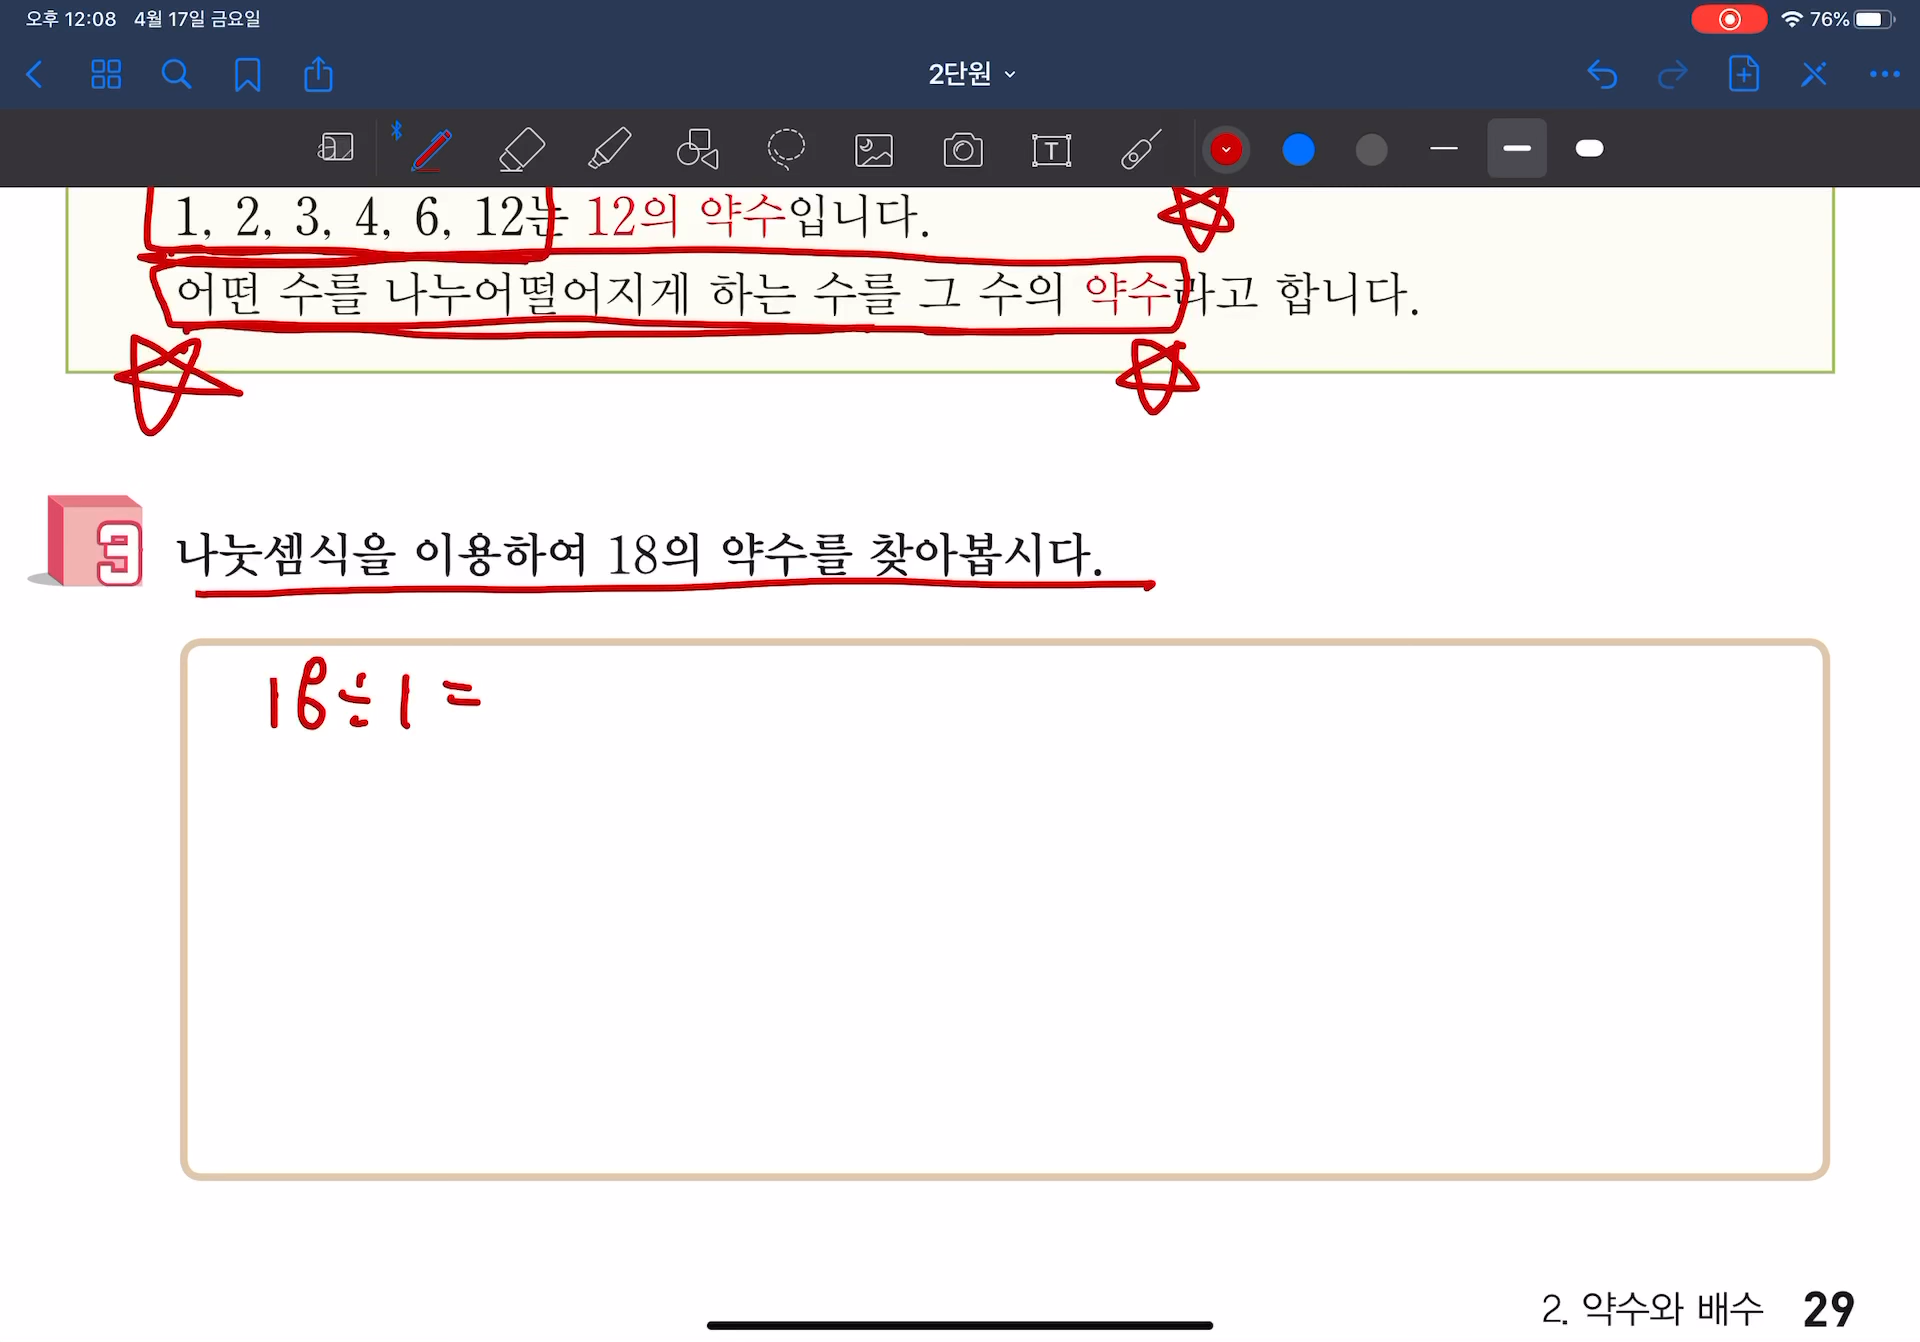 오후 12:08 4월 17일 금요일
76%
2단원
1, 2, 3, 4, 6, 12는 12의 약수입니다.
어떤 수를 나누어떨어지게 하는 수를 그 수의 약수라고 합니다.
3 나눗셈식을 이용하여 18의 약수를 찾아봅시다.
18÷1=
2. 약수와 배수 29